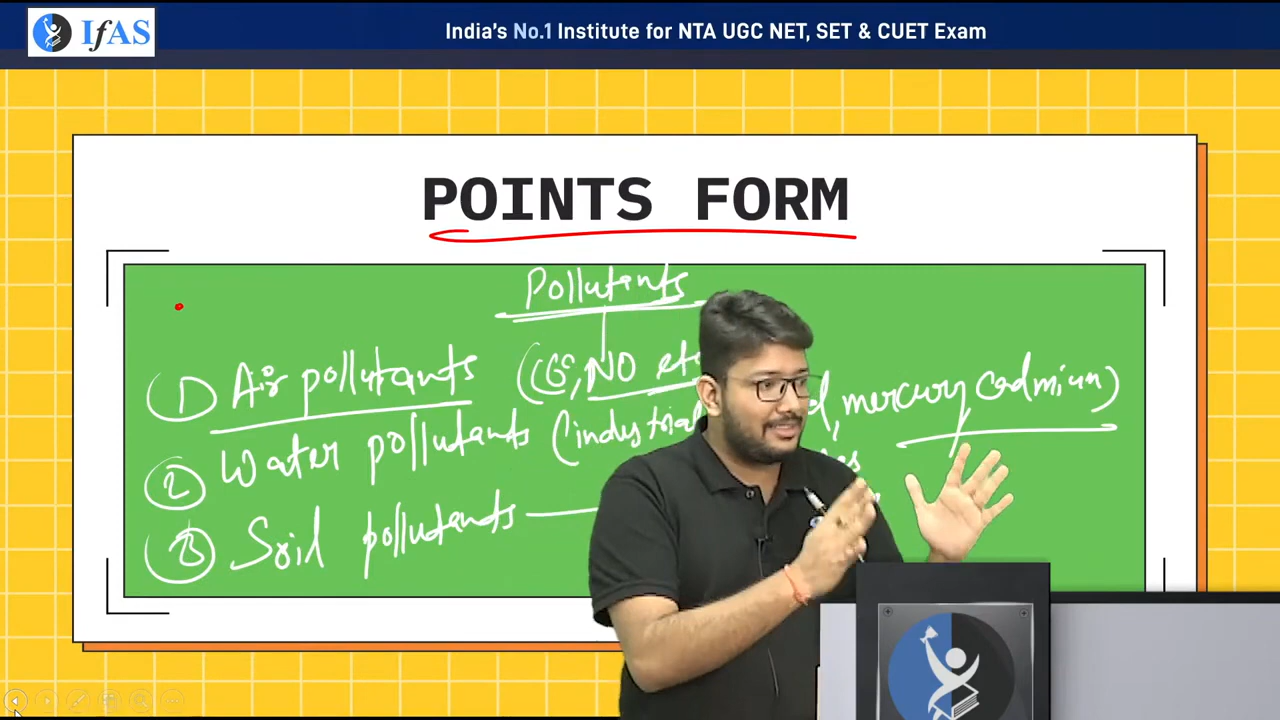 IfAS
India's No.1 Institute for NTA UGC NET, SET & CUET Exam
POINTS FORM
Pollutants
① Air pollutants NO etc
② Water pollutants (industrial mercury cadmium)
③ Soil pollutants